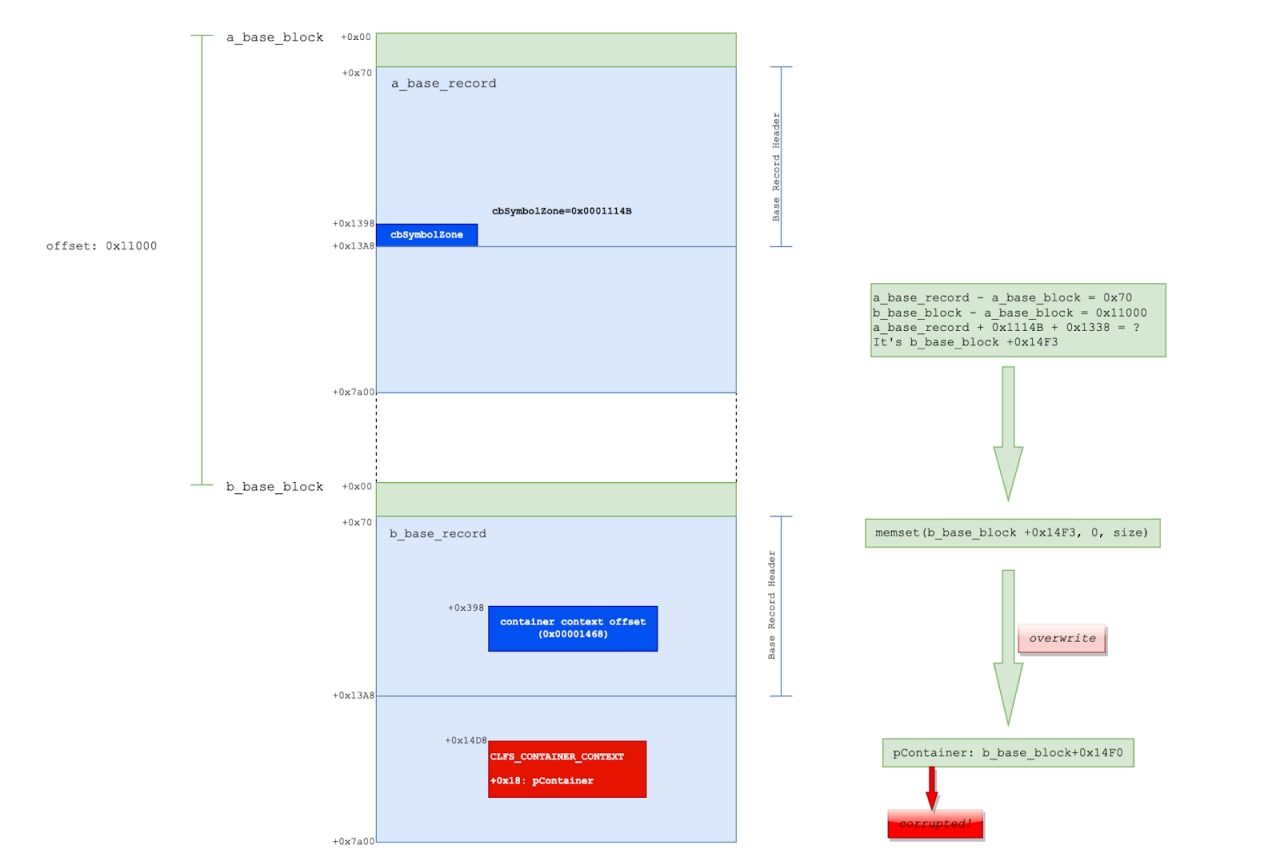 a_base_block
+0x00
+0x70
a_base_record
Base Record Header
cbSymbolZone=0x0001114B
+0x1398
cbSymbolZone
+0x13A8
offset: 0x11000
a_base_record - a_base_block = 0x70
b_base_block - a_base_block = 0x11000
a_base_record + 0x1114B + 0x1338 = ?
It's b_base_block +0x14F3
+0x7a00
b_base_block
+0x00
+0x70
b_base_record
Base Record Header
memset(b_base_block +0x14F3, 0, size)
+0x398
container context offset
(0x00001468)
overwrite
+0x13A8
+0x14D8
CLFS_CONTAINER_CONTEXT
+0x18: pContainer
pContainer: b_base_block+0x14F0
corrupted!
+0x7a00